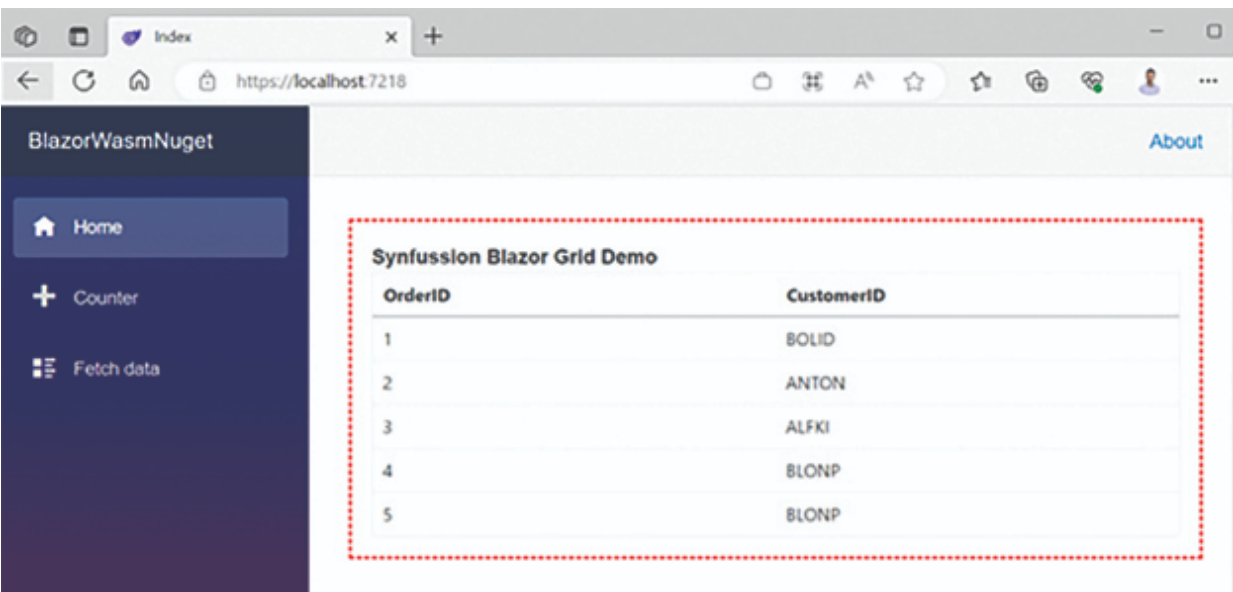 Index
https://localhost:7218
BlazorWasmNuget
About
Home
Counter
Fetch data
Synfussion Blazor Grid Demo
OrderID CustomerID
1 BOLID
2 ANTON
3 ALFKI
4 BLONP
5 BLONP